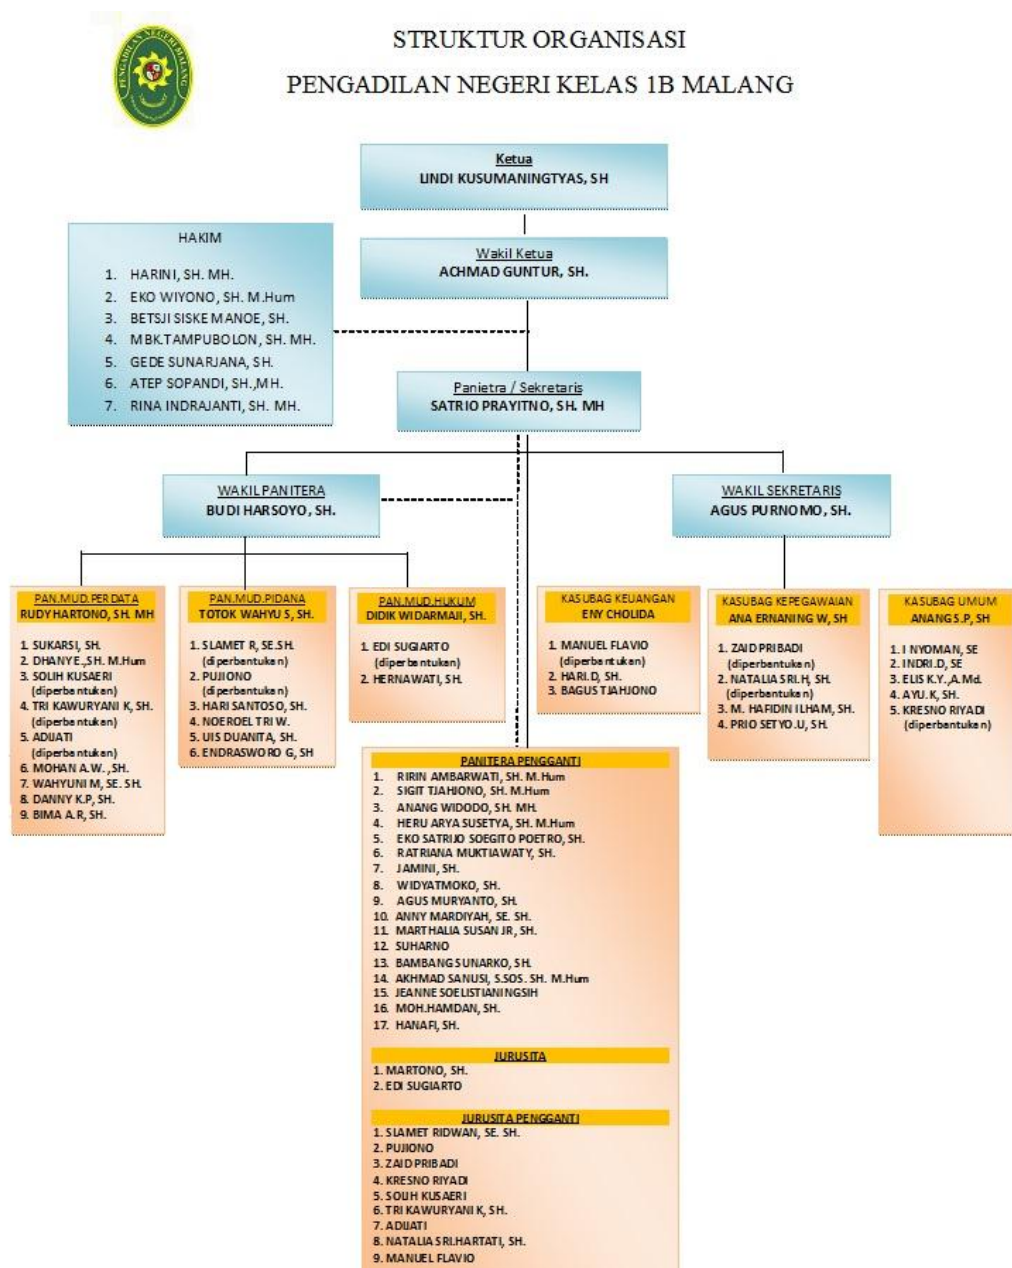 PENGADILAN NEGERI MALANG
STRUKTUR ORGANISASI
PENGADILAN NEGERI KELAS 1B MALANG
Ketua
LINDI KUSUMANINGTYAS, SH
Wakil Ketua
ACHMAD GUNTUR, SH.
HAKIM
1. HARINI, SH. MH.
2. EKO WIYONO, SH. M.Hum
3. BETSJI SISKE MANOE, SH.
4. MBK.TAMPUBOLON, SH. MH.
5. GEDE SUNARJANA, SH.
6. ATEP SOPANDI, SH.,MH.
7. RINA INDRAJANTI, SH. MH.
Panietra / Sekretaris
SATRIO PRAYITNO, SH. MH
WAKIL PANITERA
BUDI HARSOYO, SH.
WAKIL SEKRETARIS
AGUS PURNOMO, SH.
PAN.MUD.PERDATA
RUDY HARTONO, SH. MH
1. SUKARSI, SH.
2. DHANY E.,SH. M.Hum
3. SOLIH KUSAERI
(diperbantukan)
4. TRI KAWURYANI K, SH.
(diperbantukan)
5. ADIJATI
(diperbantukan)
6. MOHAN A.W. ,SH.
7. WAHYUNI M, SE. SH.
8. DANNY K.P, SH.
9. BIMA A.R, SH.
PAN.MUD.PIDANA
TOTOK WAHYU S, SH.
1. SLAMET R, SE.SH.
(diperbantukan)
2. PUJIONO
(diperbantukan)
3. HARI SANTOSO, SH.
4. NOEROEL TRI W.
5. UIS DUANITA, SH.
6. ENDRASWORO G, SH
PAN.MUD.HUKUM
DIDIK WIDARMAJI, SH.
1. EDI SUGIARTO
(diperbantukan)
2. HERNAWATI, SH.
KASUBAG KEUANGAN
ENY CHOLIDA
1. MANUEL FLAVIO
(diperbantukan)
2. HARI.D, SH.
3. BAGUS TJAHJONO
KASUBAG KEPEGAWAIAN
ANA ERNANING W, SH
1. ZAID PRIBADI
(diperbantukan)
2. NATALIA SRI.H, SH.
(diperbantukan)
3. M. HAFIDIN ILHAM, SH.
4. PRIO SETYO.U, SH.
KASUBAG UMUM
ANANG S.P, SH
1. I NYOMAN, SE
2. INDRI.D, SE
3. ELIS K.Y.,A.Md.
4. AYU.K, SH.
5. KRESNO RIYADI
(diperbantukan)
PANITERA PENGGANTI
1. RIRIN AMBARWATI, SH. M.Hum
2. SIGIT TJAHJONO, SH. M.Hum
3. ANANG WIDODO, SH. MH.
4. HERU ARYA SUSETYA, SH. M.Hum
5. EKO SATRIJO SOEGITO POETRO, SH.
6. RATRIANA MUKTIAWATY, SH.
7. JAMINI, SH.
8. WIDYATMOKO, SH.
9. AGUS MURYANTO, SH.
10. ANNY MARDIYAH, SE. SH.
11. MARTHALIA SUSAN JR, SH.
12. SUHARNO
13. BAMBANG SUNARKO, SH.
14. AKHMAD SANUSI, S.SOS. SH. M.Hum
15. JEANNE SOELISTIANINGSIH
16. MOH.HAMDAN, SH.
17. HANAFI, SH.
JURUSITA
1. MARTONO, SH.
2. EDI SUGIARTO
JURUSITA PENGGANTI
1. SLAMET RIDWAN, SE. SH.
2. PUJIONO
3. ZAID PRIBADI
4. KRESNO RIYADI
5. SOLIH KUSAERI
6. TRI KAWURYANI K, SH.
7. ADIJATI
8. NATALIA SRI.HARTATI, SH.
9. MANUEL FLAVIO